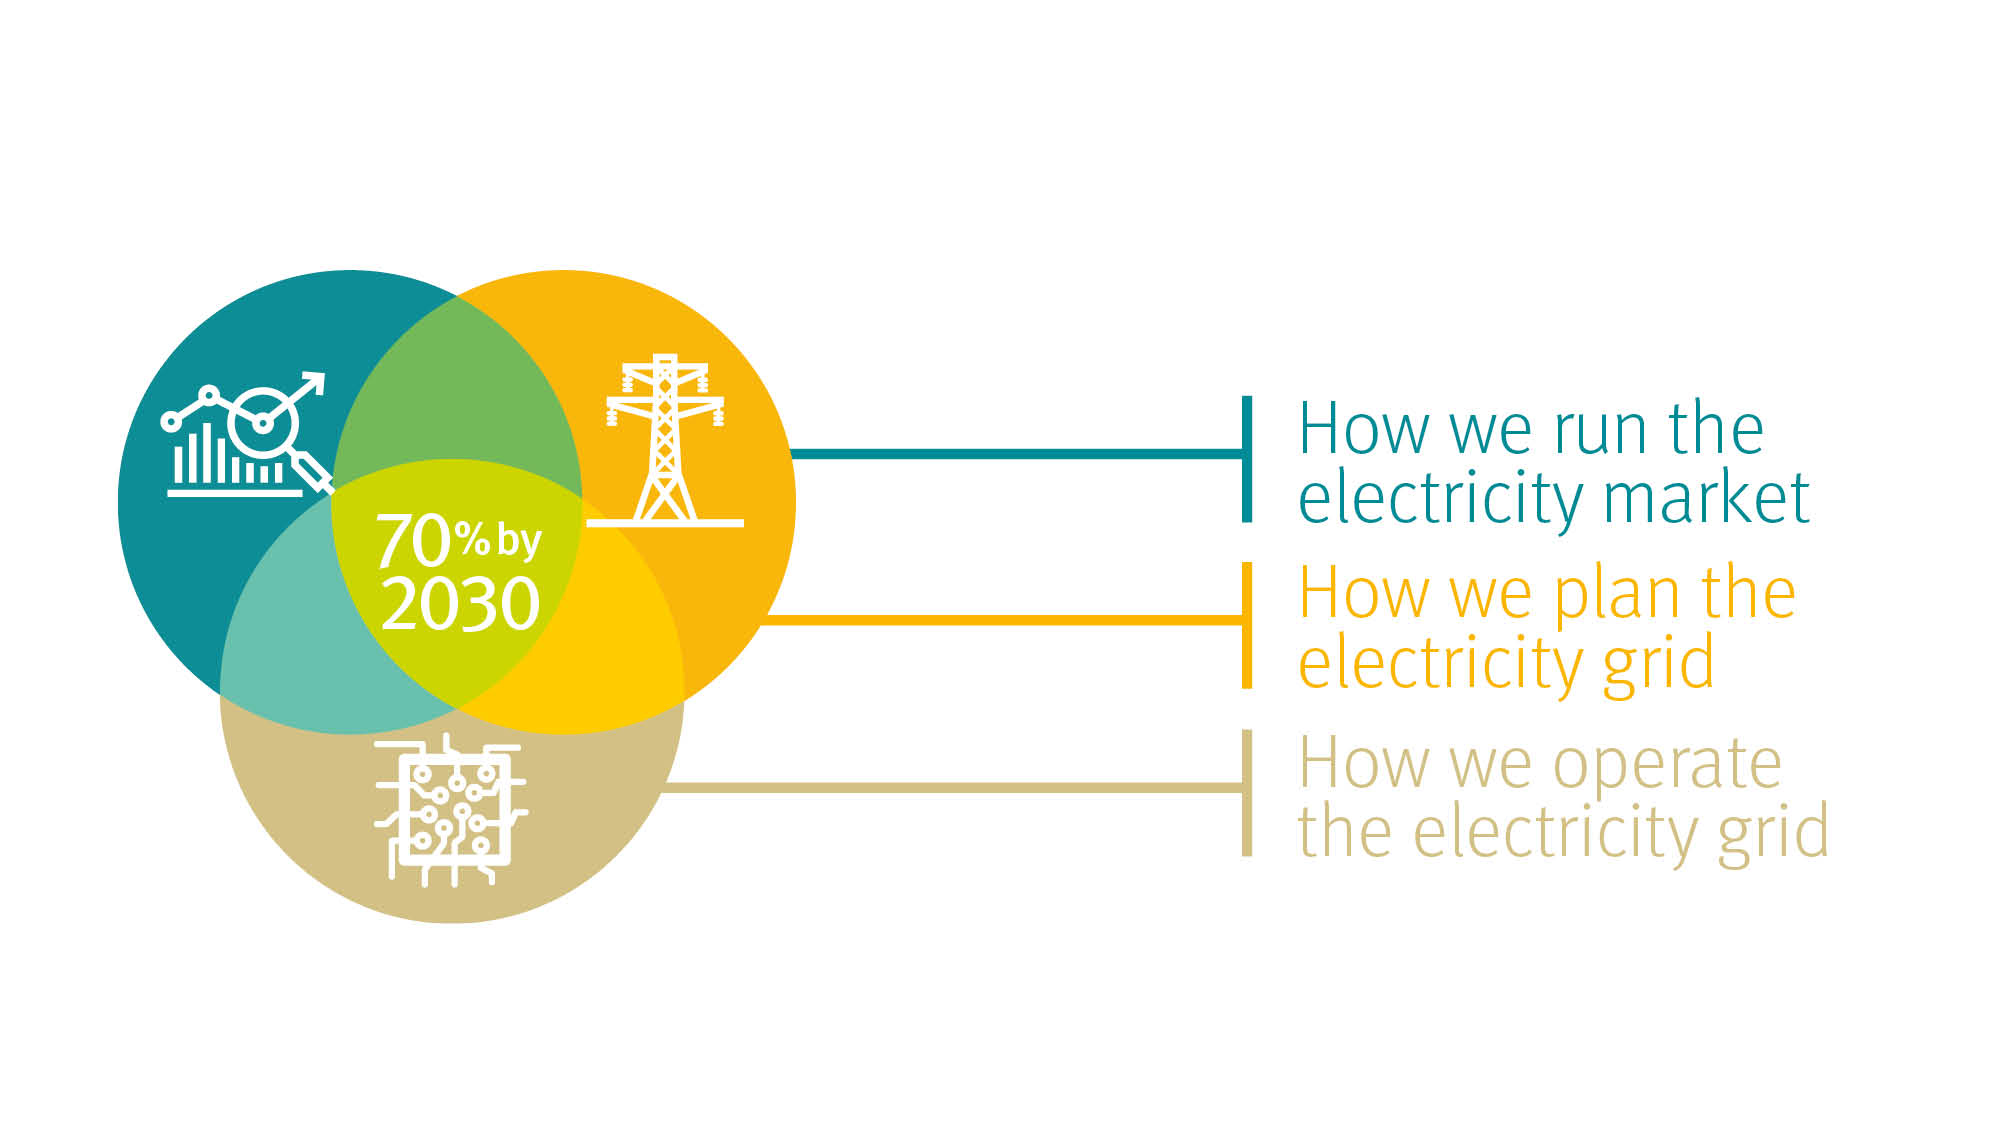 70% by
2030
How we run the
electricity market
How we plan the
electricity grid
How we operate
the electricity grid